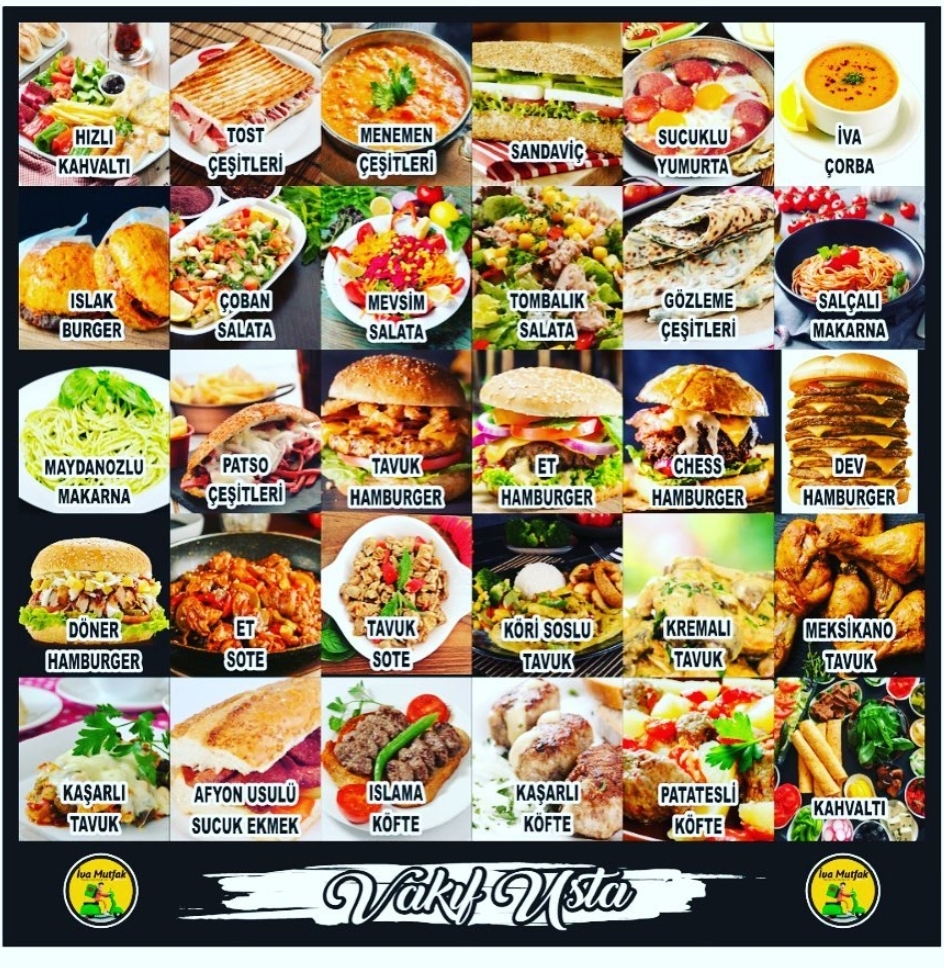 HIZLI
KAHVALTI
TOST
ÇEŞİTLERİ
MENEMEN
ÇEŞİTLERİ
SANDAVİÇ
SUCUKLU
YUMURTA
İVA
ÇORBA
ISLAK
BURGER
ÇOBAN
SALATA
MEVSİM
SALATA
TOMBALIK
SALATA
GÖZLEME
ÇEŞİTLERİ
SALÇALI
MAKARNA
MAYDANOZLU
MAKARNA
PATSO
ÇEŞİTLERİ
TAVUK
HAMBURGER
ET
HAMBURGER
CHESS
HAMBURGER
DEV
HAMBURGER
DÖNER
HAMBURGER
ET
SOTE
TAVUK
SOTE
KÖRİ SOSLU
TAVUK
KREMALI
TAVUK
MEKSİKANO
TAVUK
KAŞARLI
TAVUK
AFYON USULÜ
SUCUK EKMEK
ISLAMA
KÖFTE
KAŞARLI
KÖFTE
PATATESLİ
KÖFTE
KAHVALTI
İva Mutfak
Vakıf Usta
İva Mutfak